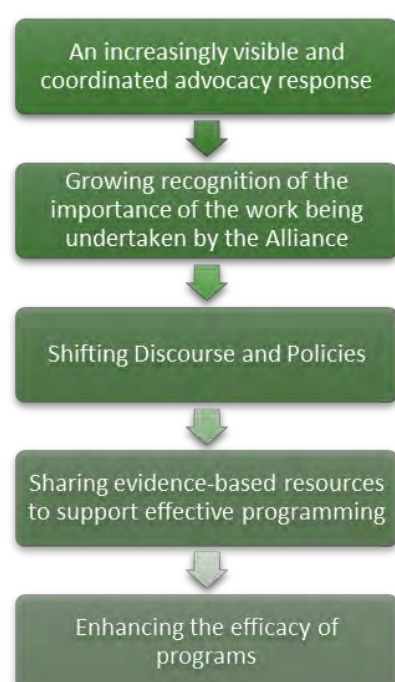 An increasingly visible and
coordinated advocacy response
Growing recognition of the
importance of the work being
undertaken by the Alliance
Shifting Discourse and Policies
Sharing evidence-based resources
to support effective programming
Enhancing the efficacy of
programs